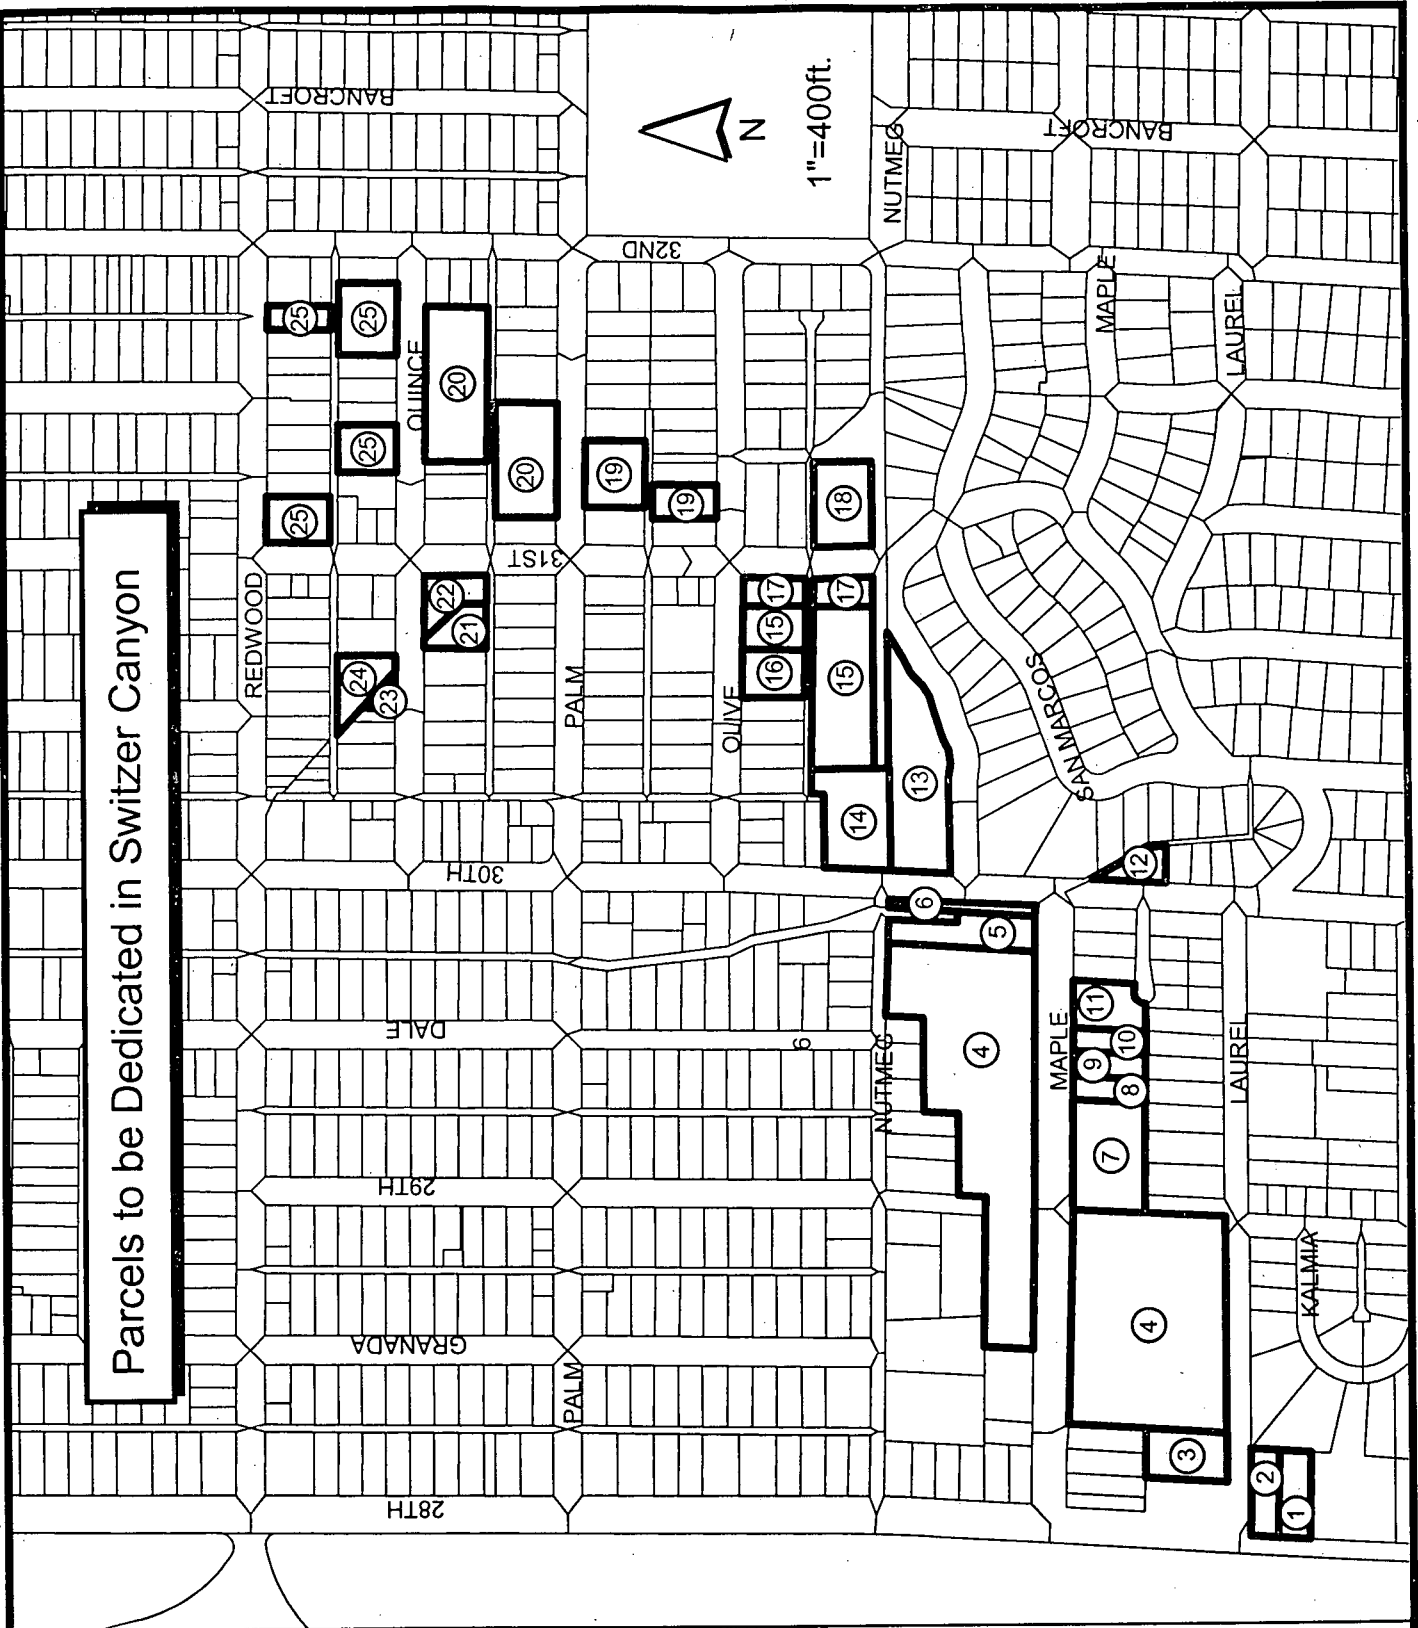 Parcels to be Dedicated in Switzer Canyon
BANCROFT
N
1"=400ft.
NUTMEG
BANCROFT
32ND
MAPLE
LAUREL
25
25
QUINCE
20
25
20
19
19
18
25
31ST
REDWOOD
22
21
17
17
15
16
15
24
23
PALM
OLIVE
SAN MARCOS
13
14
30TH
12
6
5
11
DALE
6
NUTMEG
4
MAPLE
10
9
8
LAUREL
7
29TH
KALMIA
4
GRANADA
PALM
3
2
1
28TH